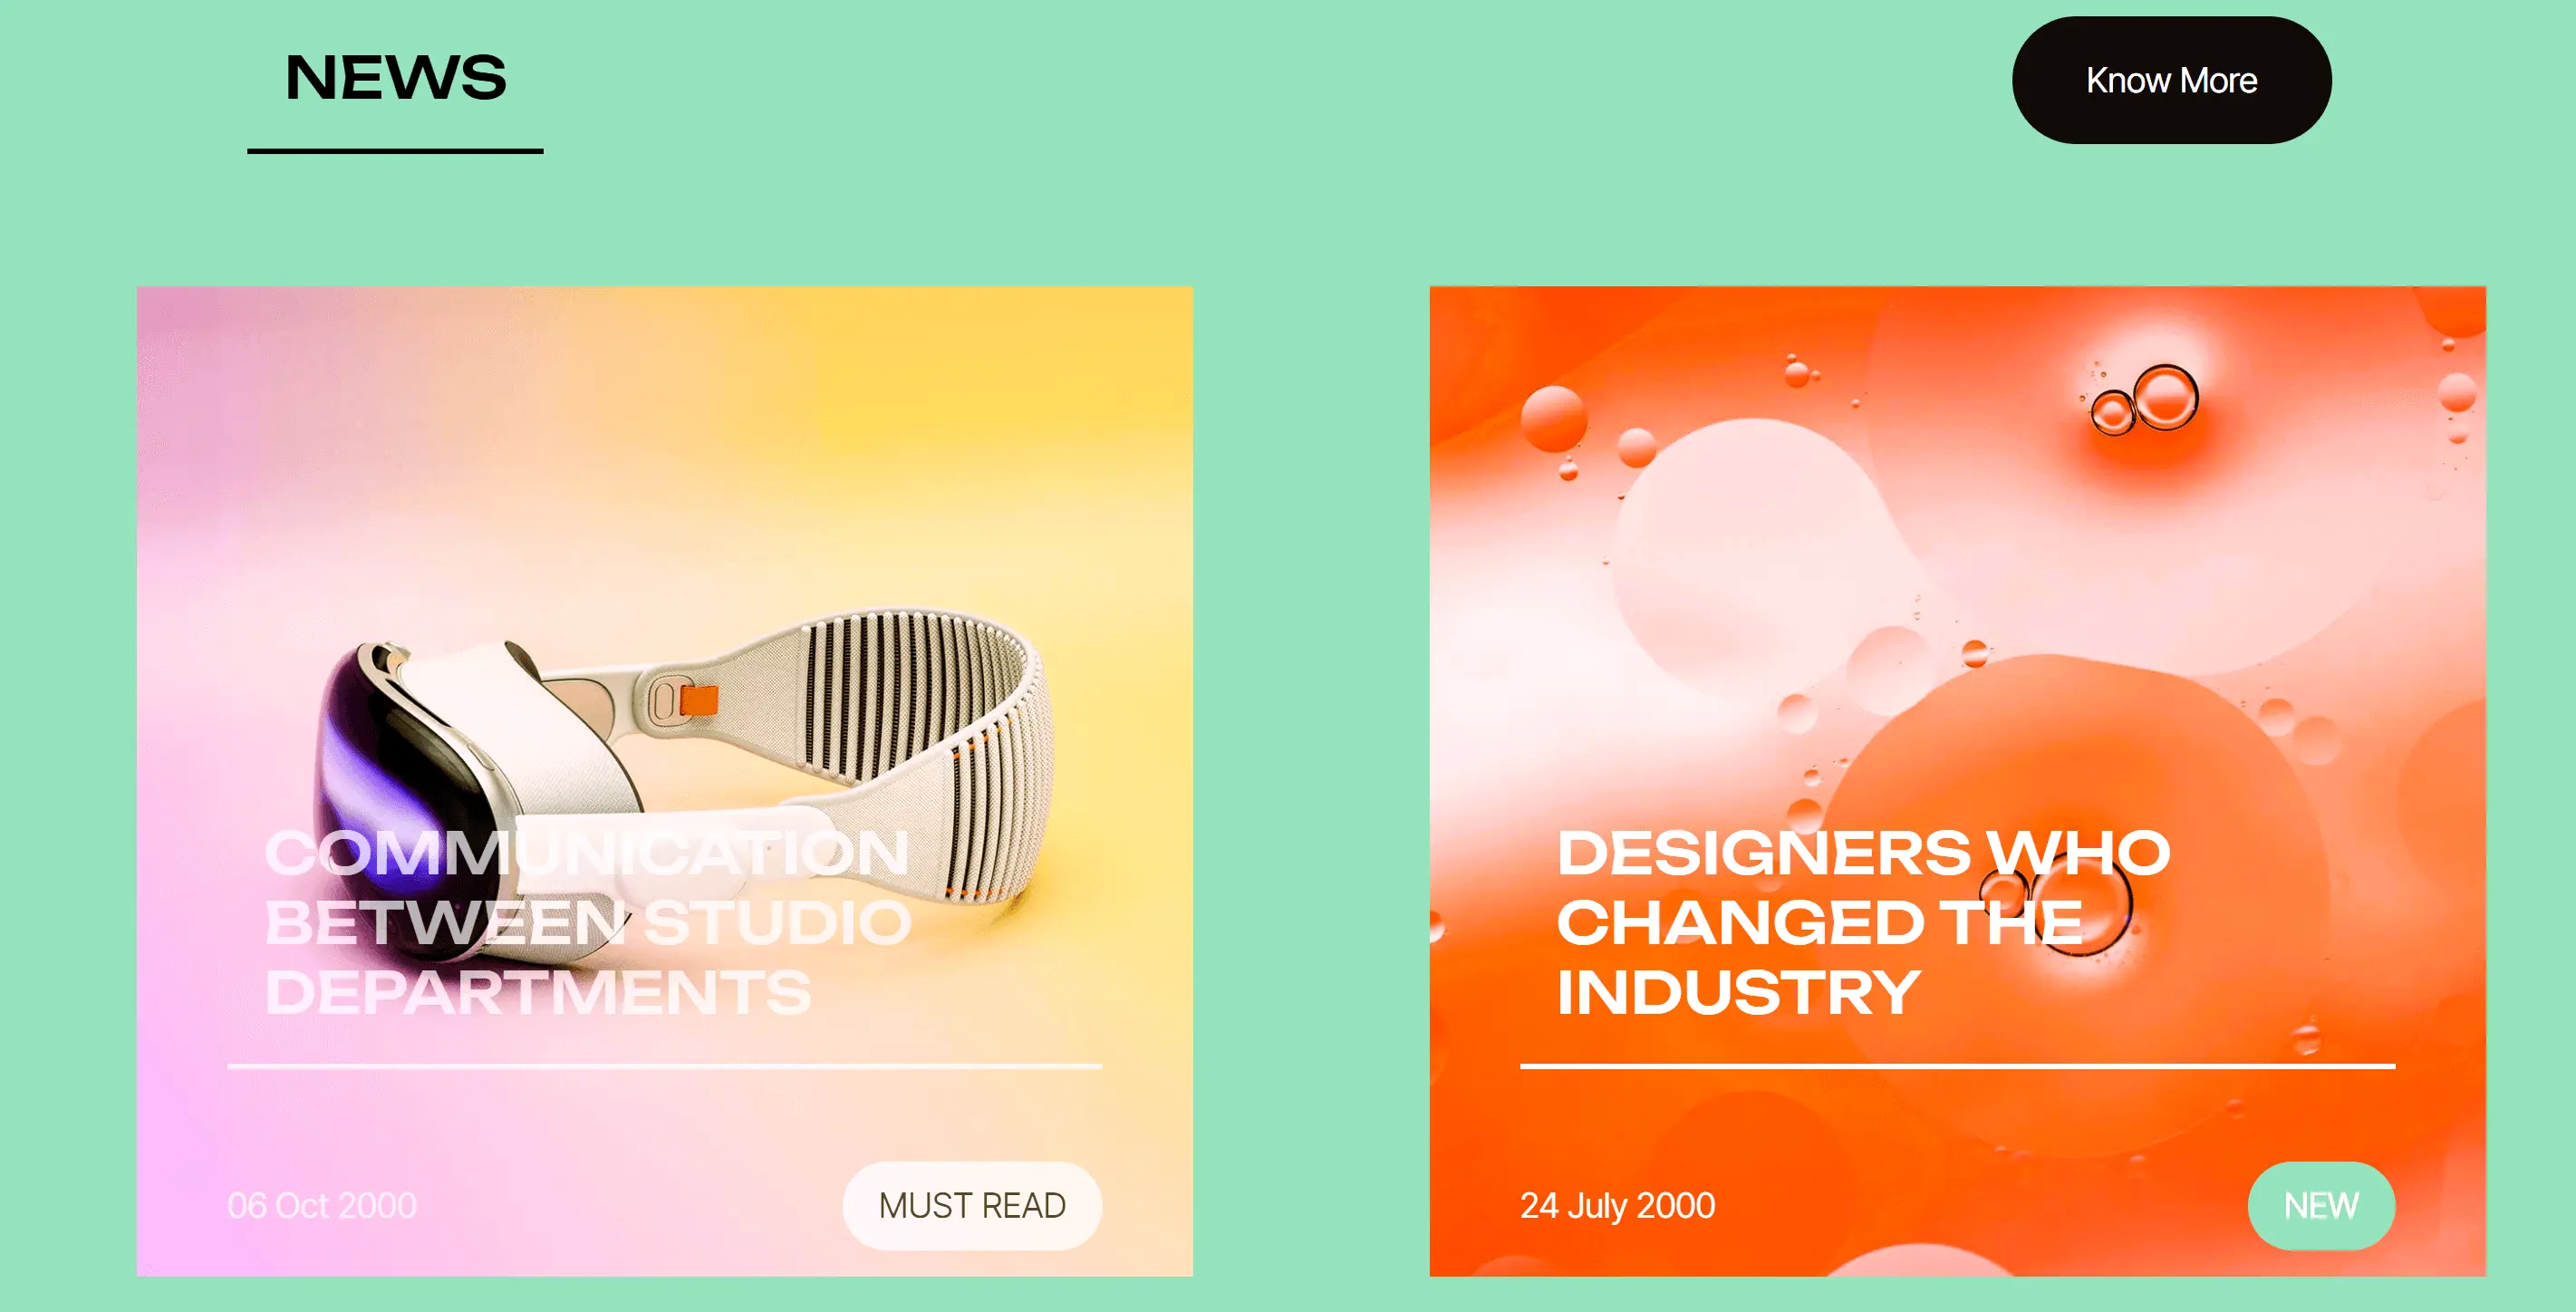 NEWS
Know More
COMMUNICATION
BETWEEN STUDIO
DEPARTMENTS
06 Oct 2000
MUST READ
DESIGNERS WHO
CHANGED THE
INDUSTRY
24 July 2000
NEW